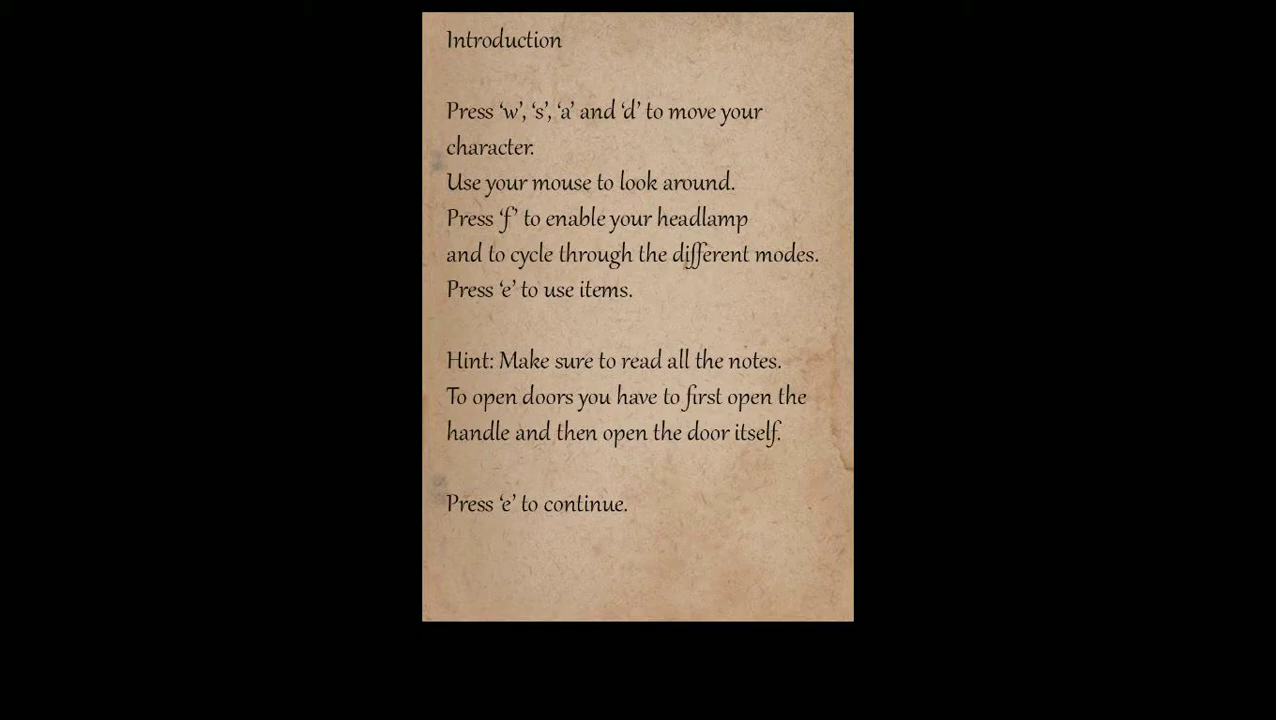 Introduction
Press ‘w’, ‘s’, ‘a’ and ‘d’ to move your
character.
Use your mouse to look around.
Press ‘f’ to enable your headlamp
and to cycle through the different modes.
Press ‘e’ to use items.
Hint: Make sure to read all the notes.
To open doors you have to first open the
handle and then open the door itself.
Press ‘e’ to continue.